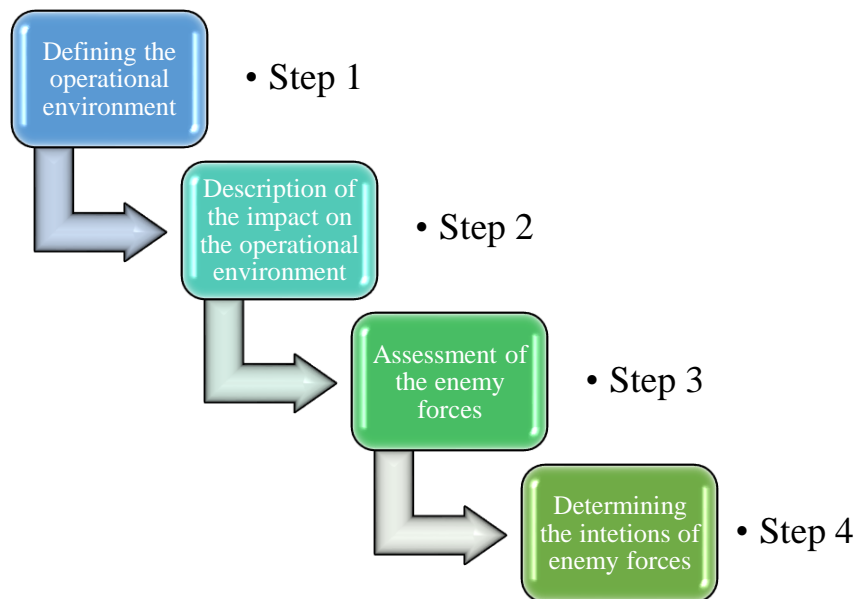 Defining the
operational
environment
• Step 1
Description of
the impact on
the operational
environment
• Step 2
Assessment of
the enemy
forces
• Step 3
Determining
the intetions of
enemy forces
• Step 4